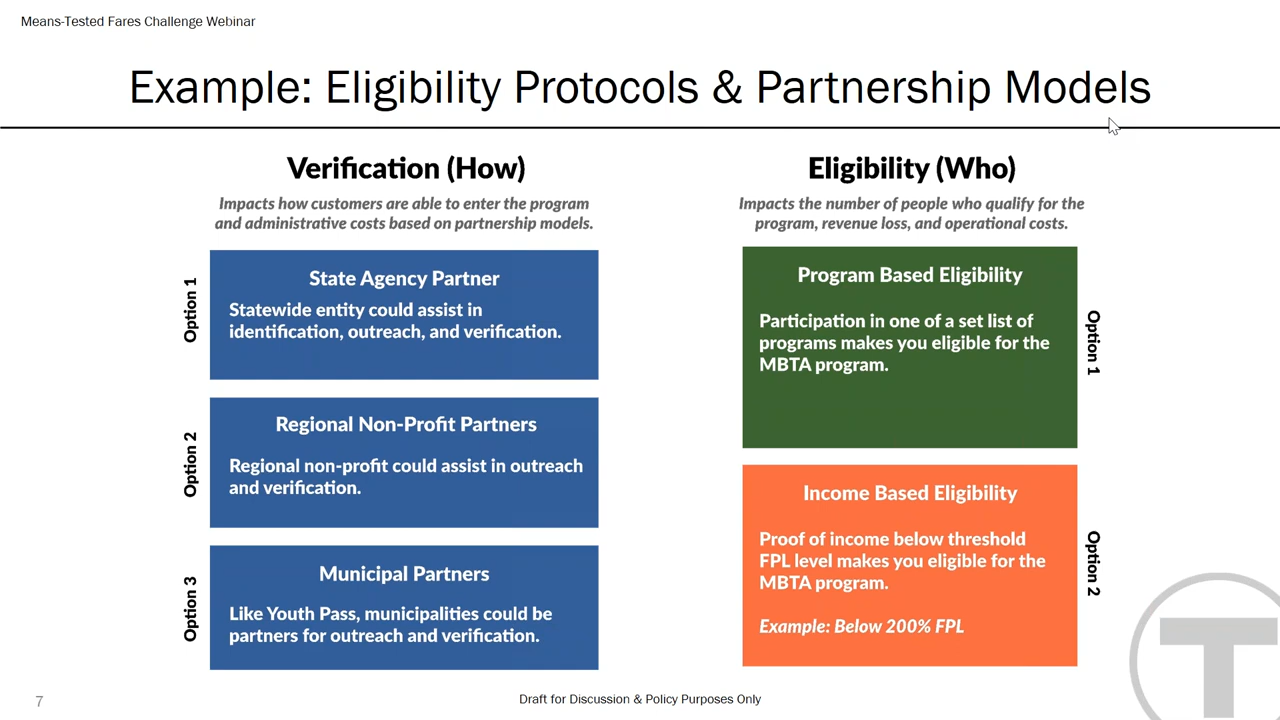 Means-Tested Fares Challenge Webinar
Example: Eligibility Protocols & Partnership Models
Verification (How)
Impacts how customers are able to enter the program
and administrative costs based on partnership models.
Option 1
State Agency Partner
Statewide entity could assist in
identification, outreach, and verification.
Option 2
Regional Non-Profit Partners
Regional non-profit could assist in outreach
and verification.
Option 3
Municipal Partners
Like Youth Pass, municipalities could be
partners for outreach and verification.
Eligibility (Who)
Impacts the number of people who qualify for the
program, revenue loss, and operational costs.
Program Based Eligibility
Participation in one of a set list of
programs makes you eligible for the
MBTA program.
Option 1
Income Based Eligibility
Proof of income below threshold
FPL level makes you eligible for the
MBTA program.
Example: Below 200% FPL
Option 2
T
7
Draft for Discussion & Policy Purposes Only